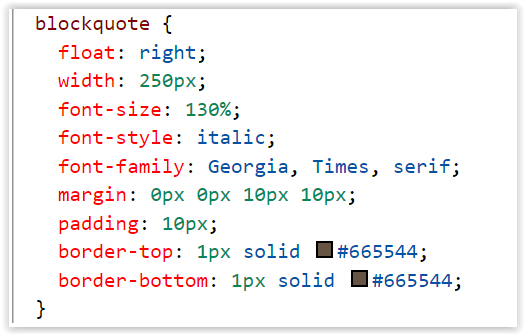 blockquote {
float: right;
width: 250px;
font-size: 130%;
font-style: italic;
font-family: Georgia, Times, serif;
margin: 0px 0px 10px 10px;
padding: 10px;
border-top: 1px solid #665544;
border-bottom: 1px solid #665544;
}